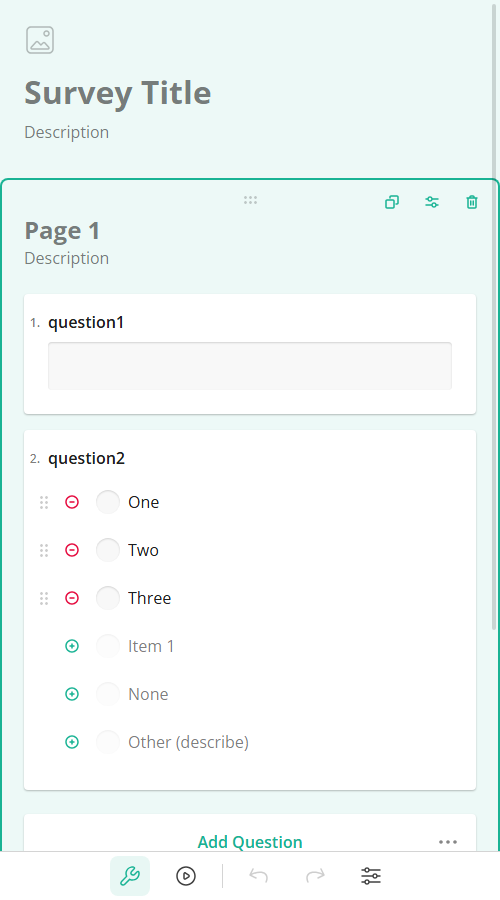 Survey Title
Description
Page 1
Description
1. question1
2. question2
One
Two
Three
Item 1
None
Other (describe)
Add Question